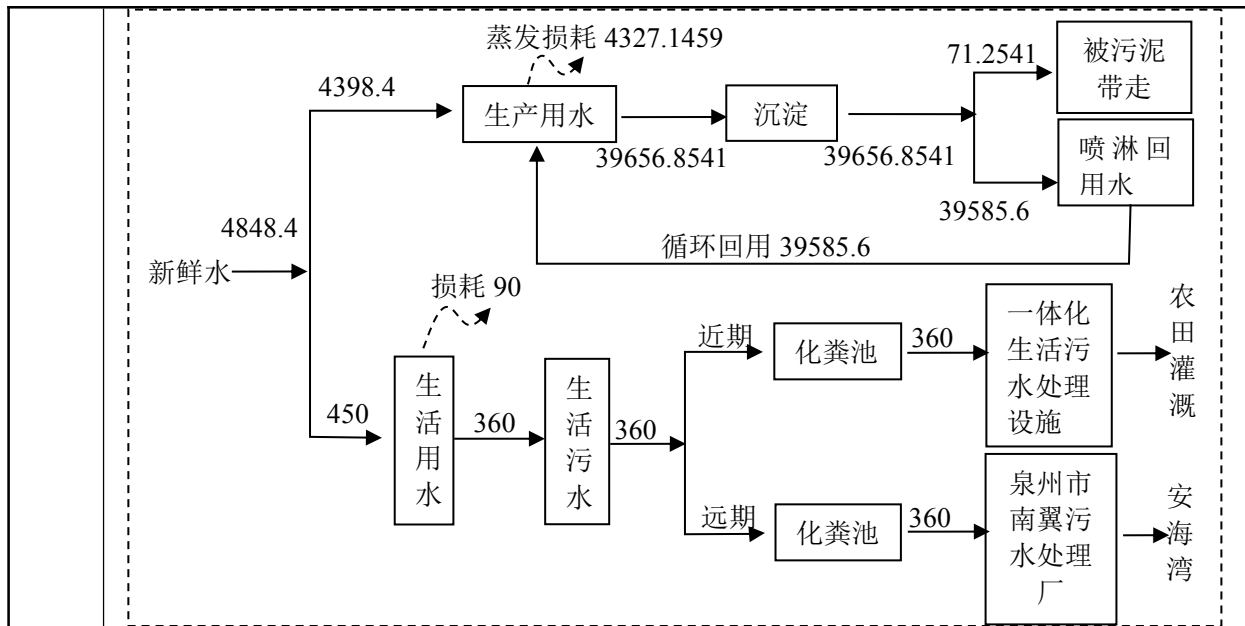 蒸发损耗 4327.1459
4398.4
生产用水
39656.8541
沉淀
39656.8541
71.2541
被污泥
带走
39585.6
喷淋回
用水
循环回用 39585.6
新鲜水
4848.4
损耗 90
450
生活用水
360
生活污水
360
近期
化粪池
360
一体化
生活污
水处理
设施
农田灌溉
远期
化粪池
360
泉州市
南翼污
水处理
厂
安海湾